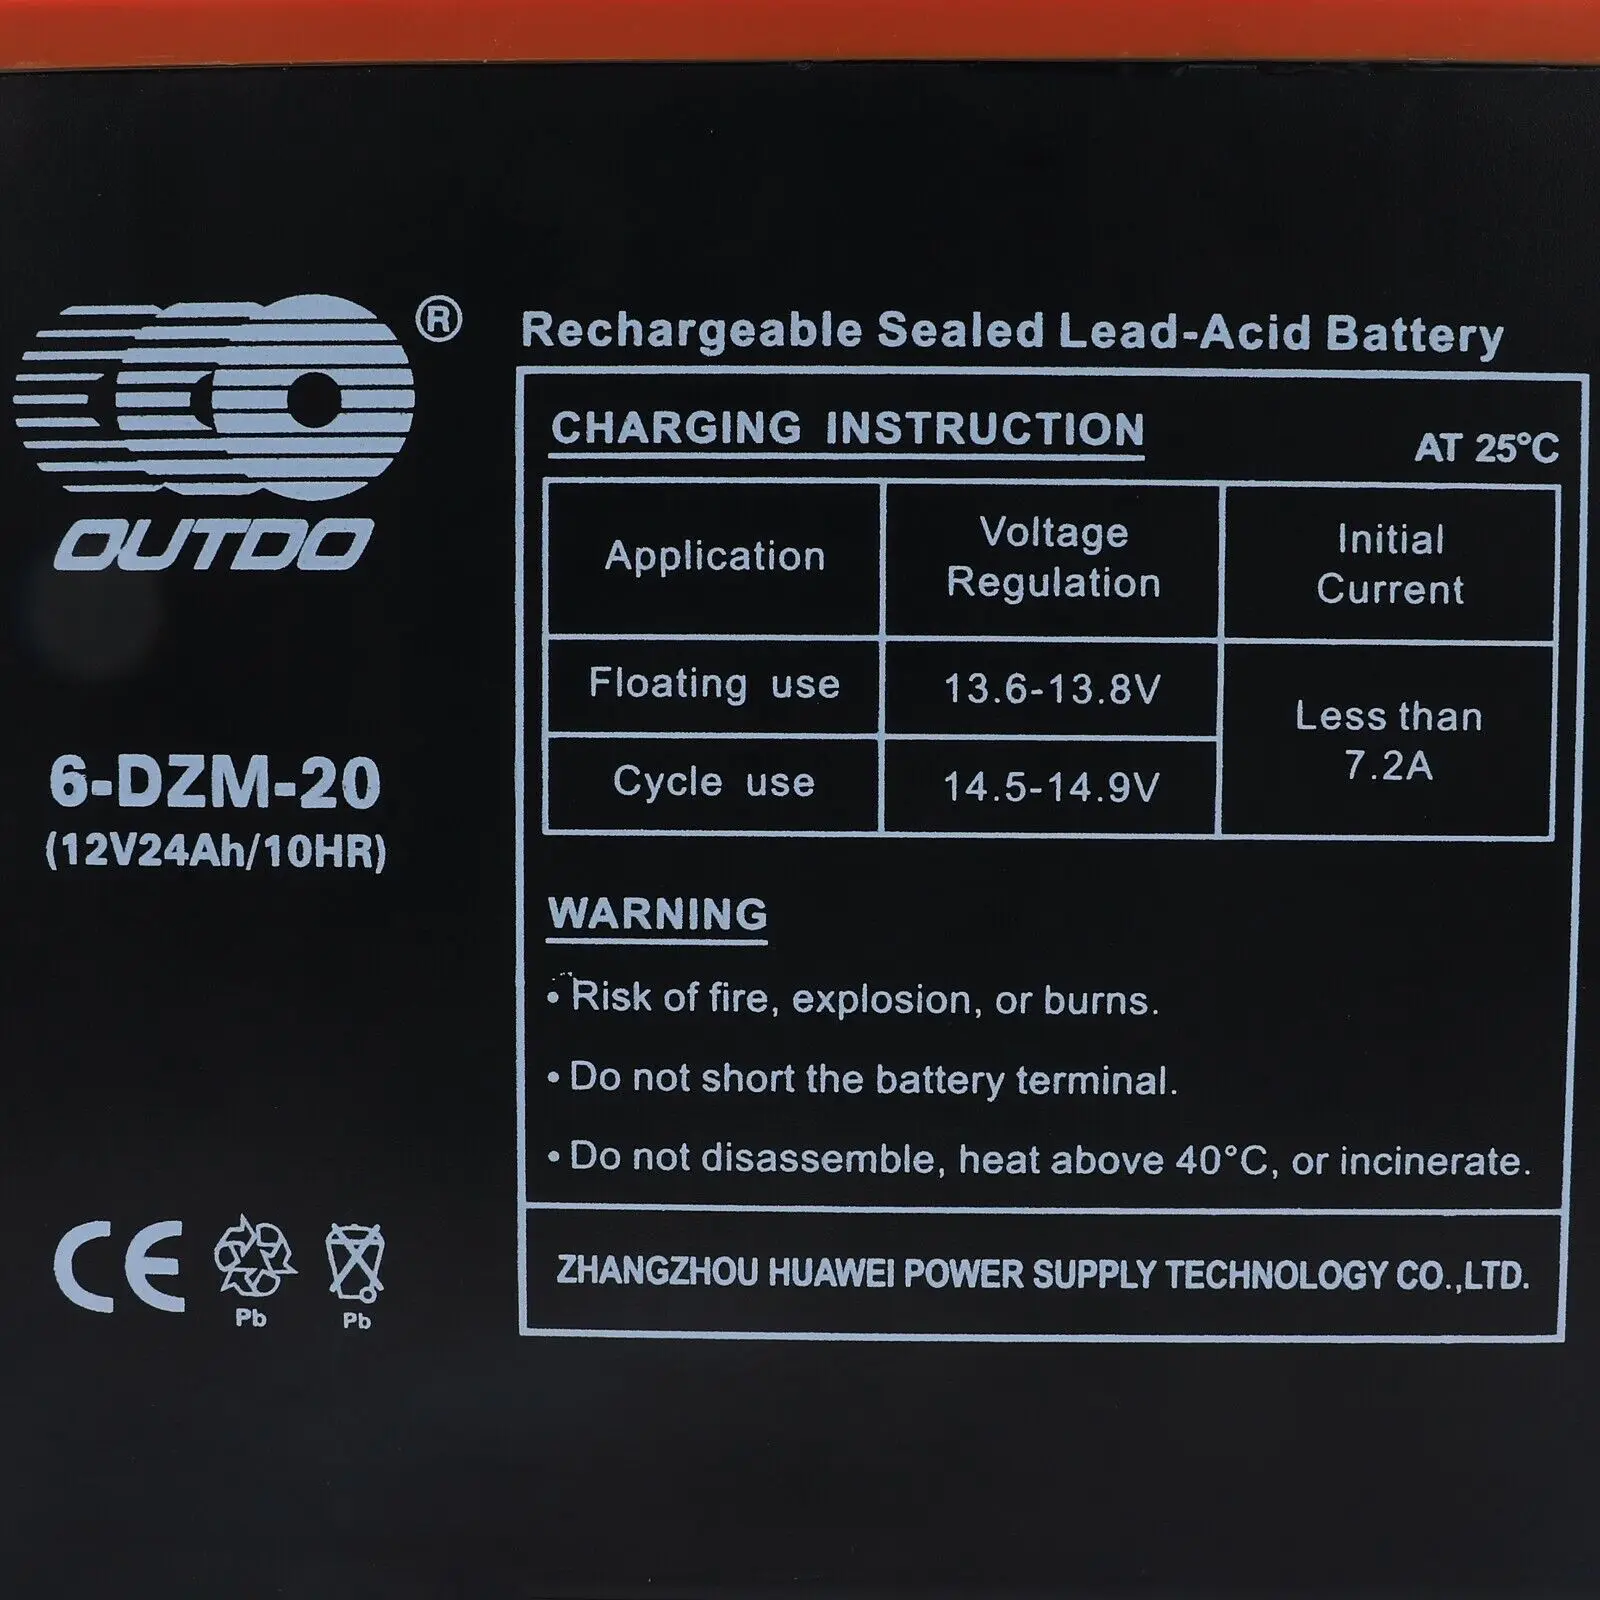 ®
OUTDO
6-DZM-20
(12V24Ah/10HR)
CE
Pb
Pb
Rechargeable Sealed Lead-Acid Battery
CHARGING INSTRUCTION
AT 25°C
Application
Voltage
Regulation
Initial
Current
Floating use
13.6-13.8V
Less than
7.2A
Cycle use
14.5-14.9V
WARNING
• Risk of fire, explosion, or burns.
• Do not short the battery terminal.
• Do not disassemble, heat above 40°C, or incinerate.
ZHANGZHOU HUAWEI POWER SUPPLY TECHNOLOGY CO.,LTD.